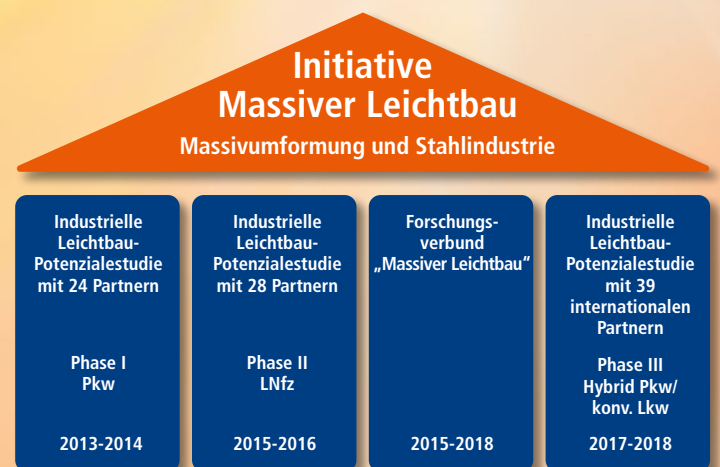 Initiative
Massiver Leichtbau
Massivumformung und Stahlindustrie
Industrielle
Leichtbau-
Potenzialestudie
mit 24 Partnern
Phase I
Pkw
2013-2014
Industrielle
Leichtbau-
Potenzialestudie
mit 28 Partnern
Phase II
LNfz
2015-2016
Forschungs-
verbund
„Massiver Leichtbau“
2015-2018
Industrielle
Leichtbau-
Potenzialestudie
mit 39
internationalen
Partnern
Phase III
Hybrid Pkw/
konv. Lkw
2017-2018